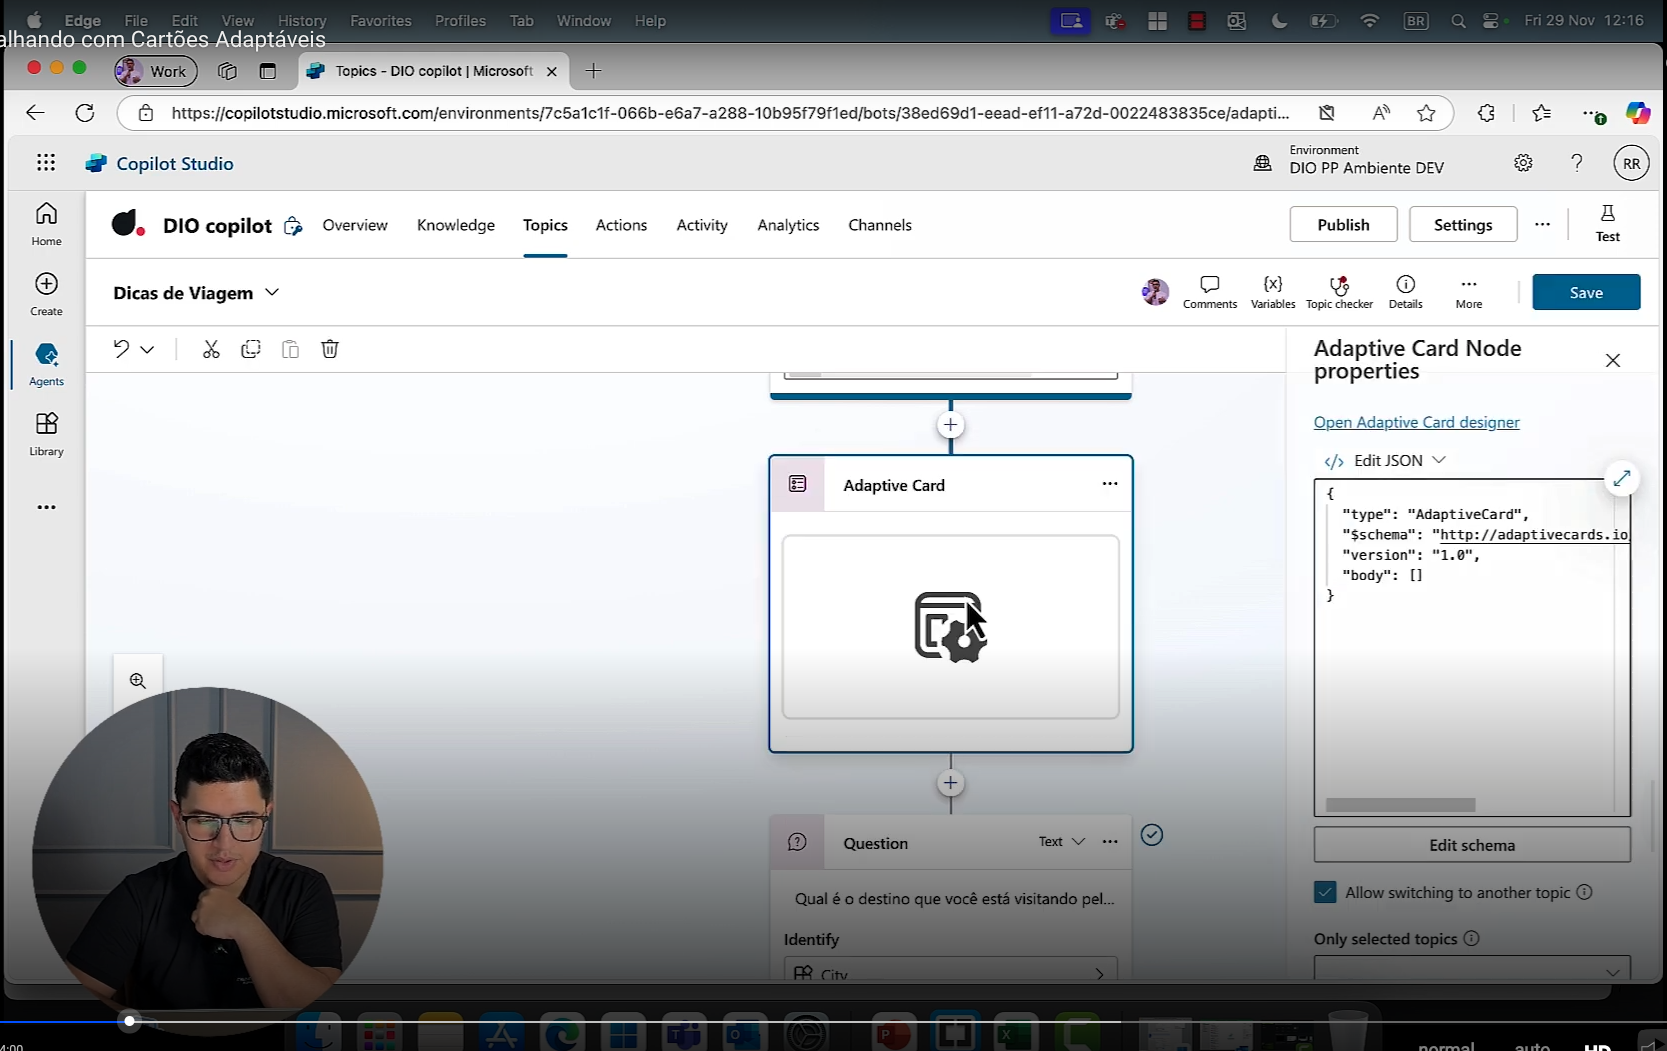 Edge File Edit View History Favorites Profiles Tab Window Help BR Fri 29 Nov 12:16
alhando com Cartões Adaptáveis
Work Topics - DIO copilot | Microsoft
https://copilotstudio.microsoft.com/environments/7c5a1c1f-066b-e6a7-a288-10b95f79f1ed/bots/38ed69d1-eead-ef11-a72d-0022483835ce/adapti...
Copilot Studio
Environment
DIO PP Ambiente DEV
RR
Home
Create
Agents
Library
DIO copilot Overview Knowledge Topics Actions Activity Analytics Channels Publish Settings ... Test
Dicas de Viagem
Comments Variables Topic checker Details More Save
Adaptive Card
Question Text
Qual é o destino que você está visitando pel...
Identify
City
Adaptive Card Node
properties
Open Adaptive Card designer
</> Edit JSON
{
"type": "AdaptiveCard",
"$schema": "http://adaptivecards.io
"version": "1.0",
"body": []
}
Edit schema
Allow switching to another topic
Only selected topics
4:00
normal auto HD